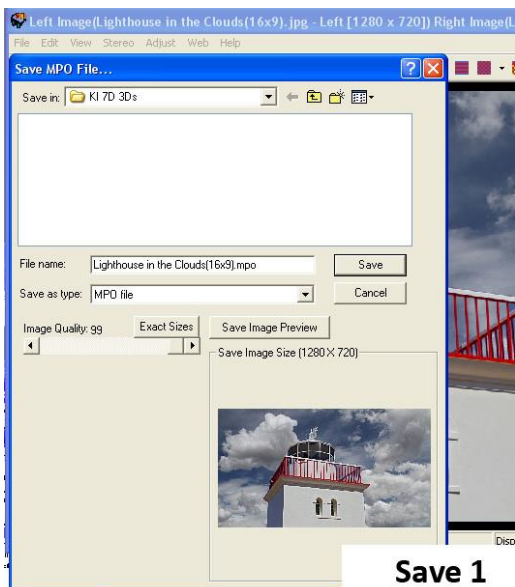 Left Image(Lighthouse in the Clouds(16x9).jpg - Left [1280 x 720]) Right Image(L
File Edit View Stereo Adjust Web Help
Save MPO File...
Save in: KI 7D 3Ds
File name: Lighthouse in the Clouds(16x9).mpo Save
Save as type: MPO file Cancel
Image Quality: 99 Exact Sizes Save Image Preview
Save Image Size (1280 X 720)
Disp
Save 1